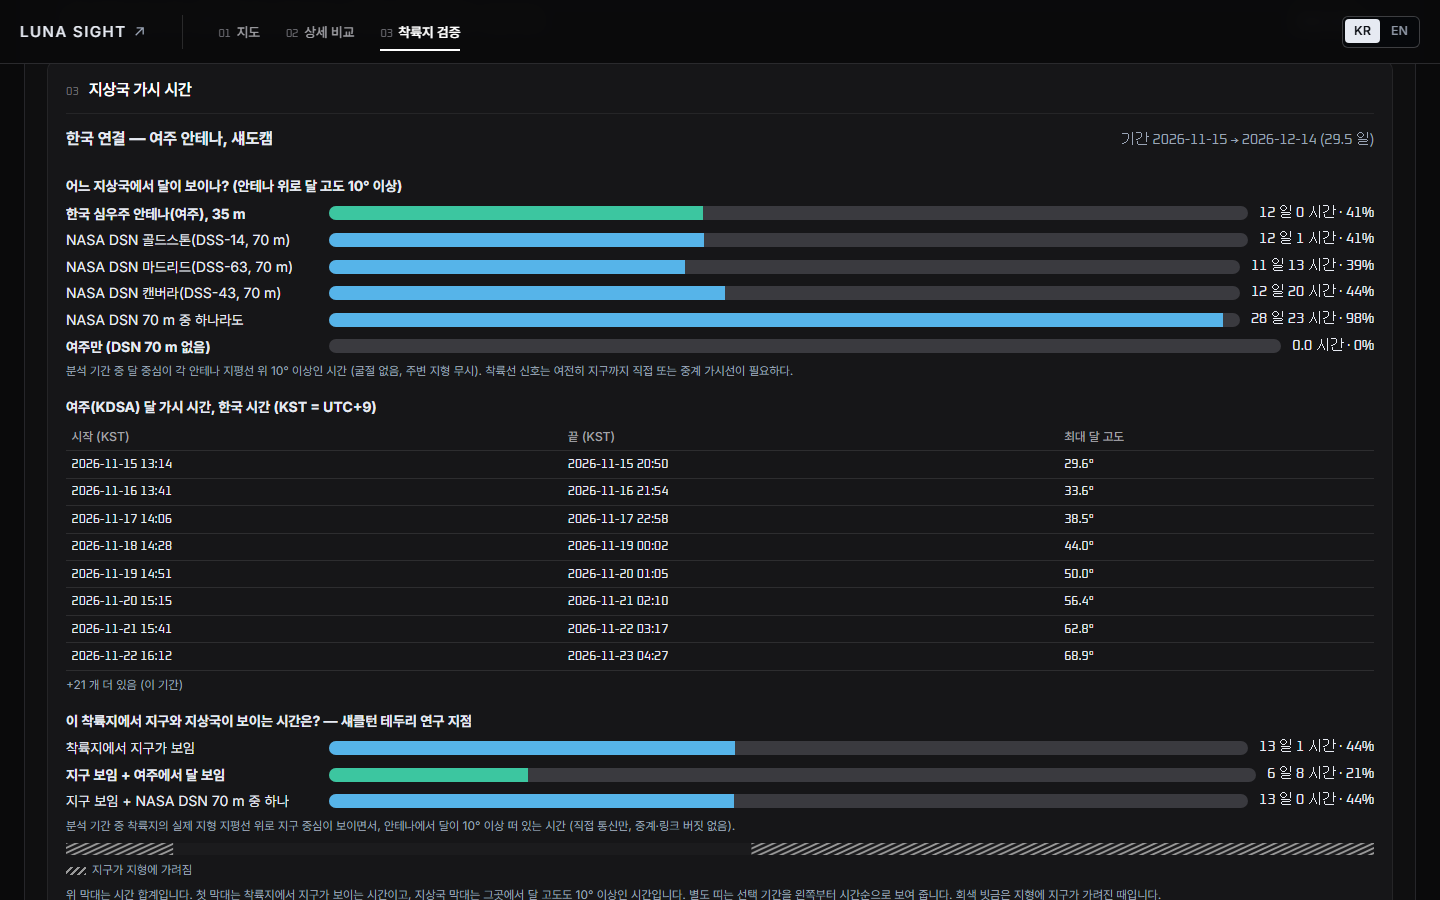 LUNA SIGHT ↗ 01 지도 02 상세 비교 03 착륙지 검증 KR EN
03 지상국 가시 시간
한국 연결 — 여주 안테나, 섀도캠 기간 2026-11-15 → 2026-12-14 (29.5 일)
어느 지상국에서 달이 보이나? (안테나 위로 달 고도 10° 이상)
한국 심우주 안테나(여주), 35 m 12 일 0 시간 · 41%
NASA DSN 골드스톤(DSS-14, 70 m) 12 일 1 시간 · 41%
NASA DSN 마드리드(DSS-63, 70 m) 11 일 13 시간 · 39%
NASA DSN 캔버라(DSS-43, 70 m) 12 일 20 시간 · 44%
NASA DSN 70 m 중 하나라도 28 일 23 시간 · 98%
여주만 (DSN 70 m 없음) 0.0 시간 · 0%
분석 기간 중 달 중심이 각 안테나 지평선 위 10° 이상인 시간 (굴절 없음, 주변 지형 무시). 착륙선 신호는 여전히 지구까지 직접 또는 중계 가시선이 필요하다.
여주(KDSA) 달 가시 시간, 한국 시간 (KST = UTC+9)
시작 (KST) 끝 (KST) 최대 달 고도
2026-11-15 13:14 2026-11-15 20:50 29.6°
2026-11-16 13:41 2026-11-16 21:54 33.6°
2026-11-17 14:06 2026-11-17 22:58 38.5°
2026-11-18 14:28 2026-11-19 00:02 44.0°
2026-11-19 14:51 2026-11-20 01:05 50.0°
2026-11-20 15:15 2026-11-21 02:10 56.4°
2026-11-21 15:41 2026-11-22 03:17 62.8°
2026-11-22 16:12 2026-11-23 04:27 68.9°
+21 개 더 있음 (이 기간)
이 착륙지에서 지구와 지상국이 보이는 시간은? — 섀클턴 테두리 연구 지점
착륙지에서 지구가 보임 13 일 1 시간 · 44%
지구 보임 + 여주에서 달 보임 6 일 8 시간 · 21%
지구 보임 + NASA DSN 70 m 중 하나 13 일 0 시간 · 44%
분석 기간 중 착륙지의 실제 지형 지평선 위로 지구 중심이 보이면서, 안테나에서 달이 10° 이상 떠 있는 시간 (직접 통신만, 중계·링크 버짓 없음).
지구가 지형에 가려짐
위 막대는 시간 합계입니다. 첫 막대는 착륙지에서 지구가 보이는 시간이고, 지상국 막대는 그곳에서 달 고도도 10° 이상인 시간입니다. 별도 띠는 선택 기간을 왼쪽부터 시간순으로 보여 줍니다. 회색 빗금은 지형에 지구가 가려진 때입니다.